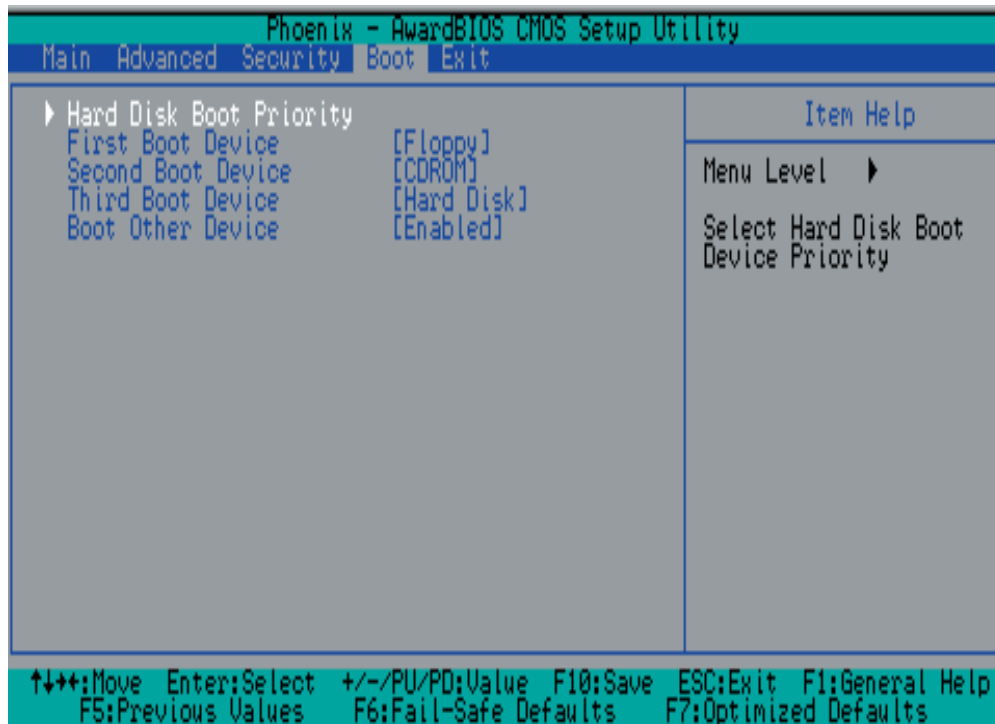 Phoenix - AwardBIOS CMOS Setup Utility
Main Advanced Security Boot Exit
Hard Disk Boot Priority
First Boot Device [Floppy]
Second Boot Device [CDROM]
Third Boot Device [Hard Disk]
Boot Other Device [Enabled]
Item Help
Menu Level
Select Hard Disk Boot
Device Priority
↑↓→←:Move Enter:Select +/-/PU/PD:Value F10:Save ESC:Exit F1:General Help
F5:Previous Values F6:Fail-Safe Defaults F7:Optimized Defaults